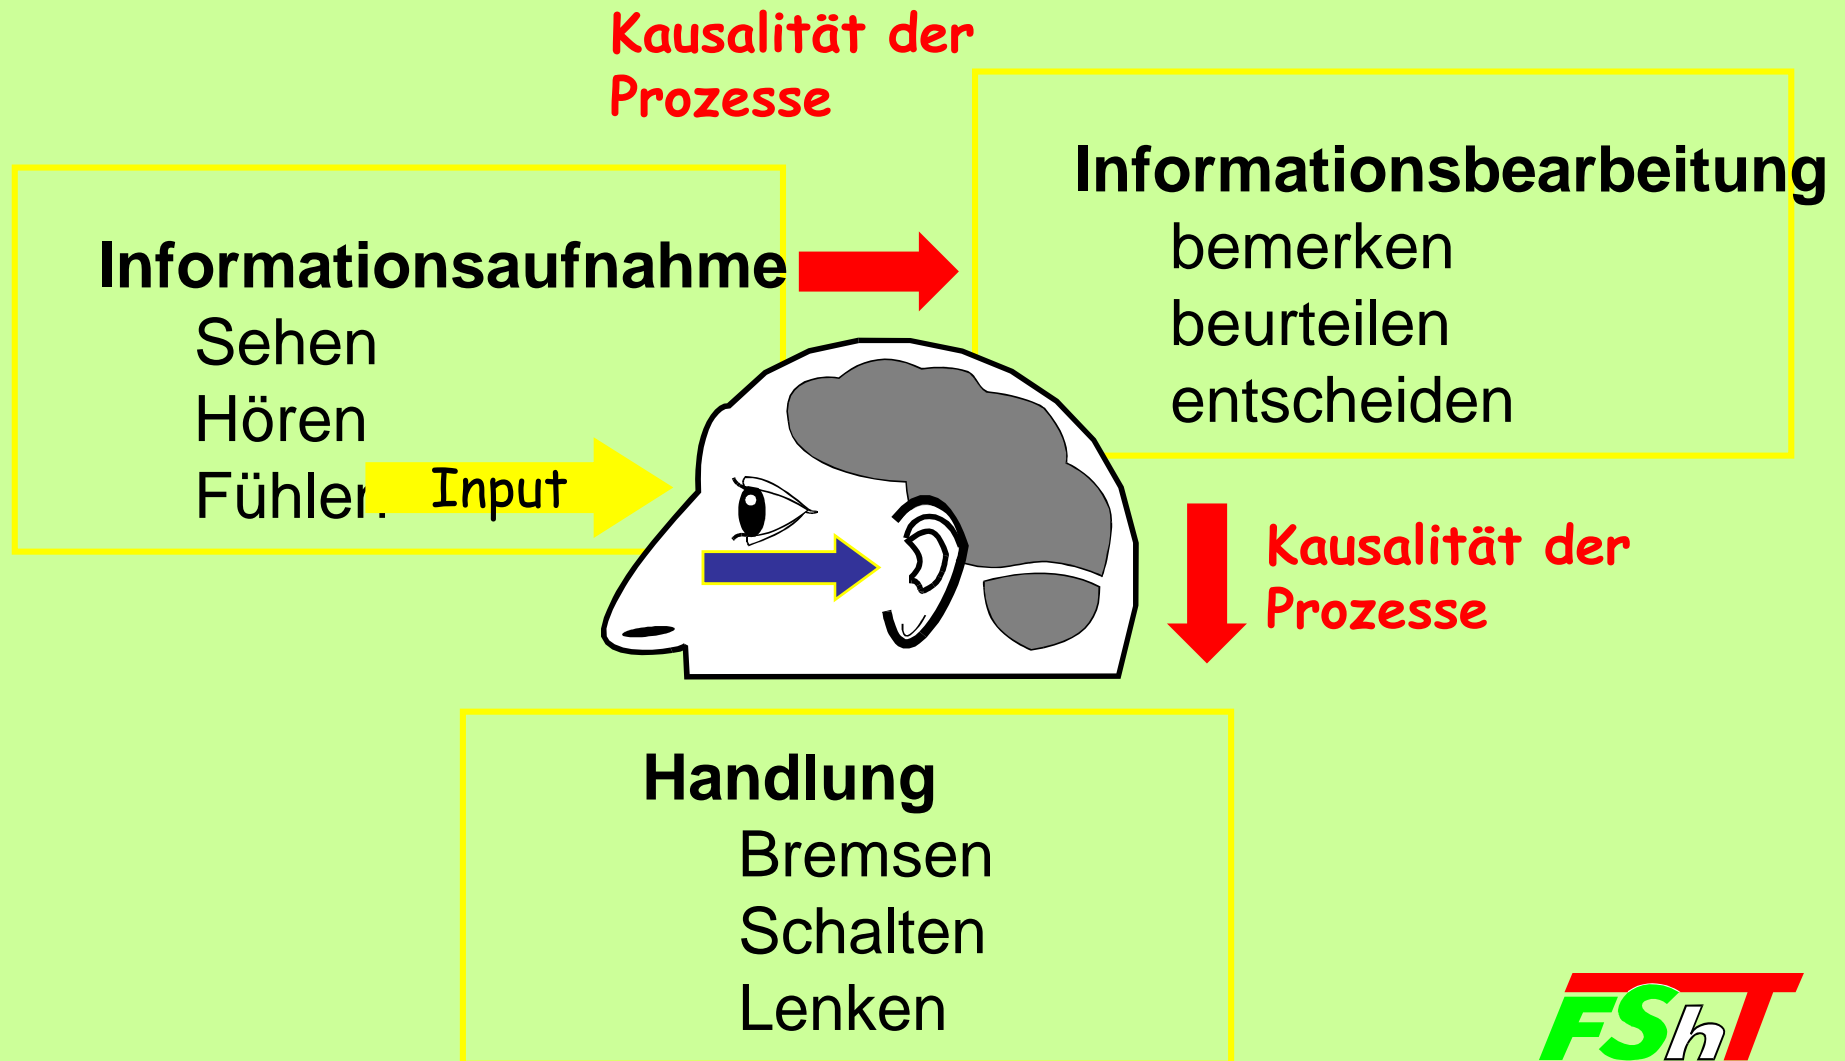 Kausalität der
Prozesse
Informationsaufnahme
Sehen
Hören
Fühlen
Input
Informationsbearbeitung
bemerken
beurteilen
entscheiden
Kausalität der
Prozesse
Handlung
Bremsen
Schalten
Lenken
FShT